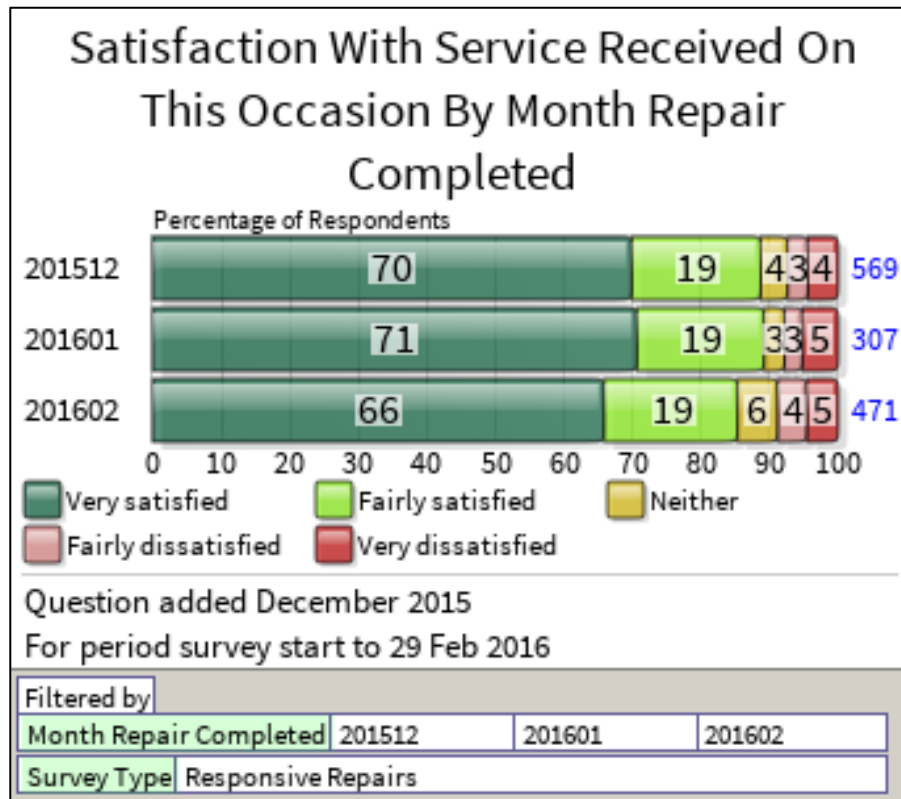 Satisfaction With Service Received On
This Occasion By Month Repair
Completed
Percentage of Respondents
201512 70 19 4 3 4 569
201601 71 19 3 3 5 307
201602 66 19 6 4 5 471
0 10 20 30 40 50 60 70 80 90 100
Very satisfied Fairly satisfied Neither
Fairly dissatisfied Very dissatisfied
Question added December 2015
For period survey start to 29 Feb 2016
Filtered by
Month Repair Completed 201512 201601 201602
Survey Type Responsive Repairs